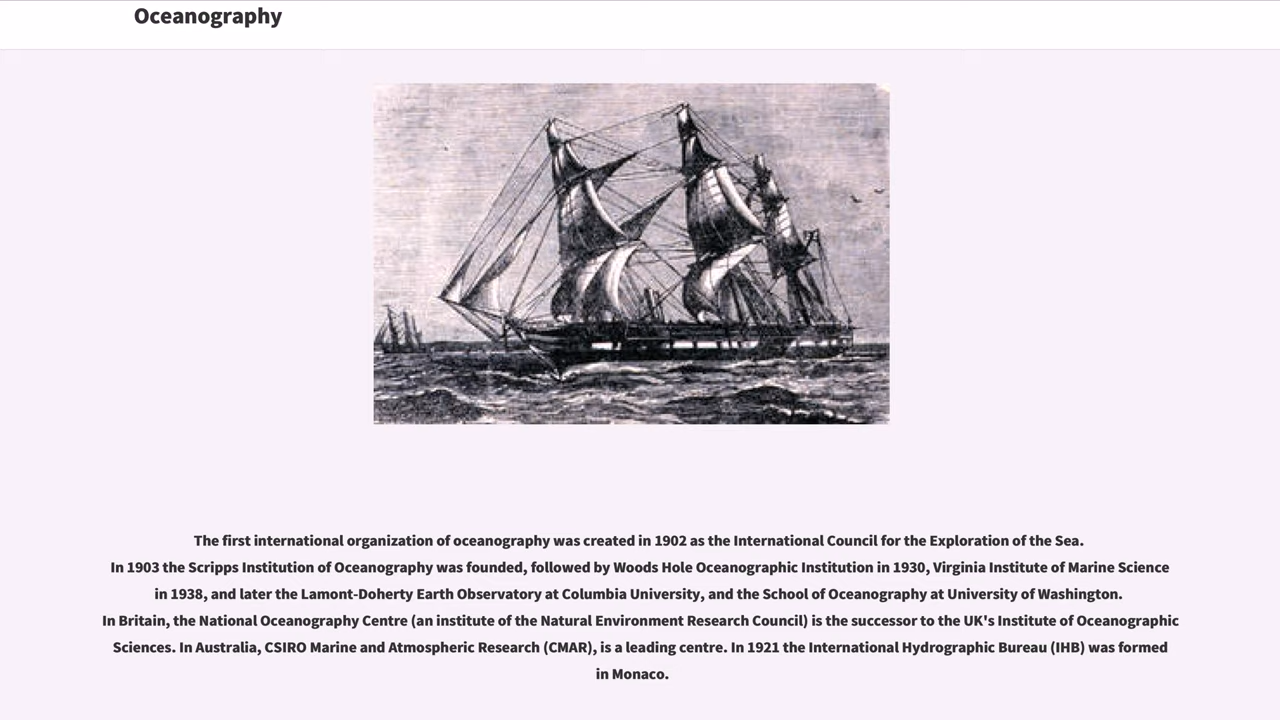 Oceanography
The first international organization of oceanography was created in 1902 as the International Council for the Exploration of the Sea.
In 1903 the Scripps Institution of Oceanography was founded, followed by Woods Hole Oceanographic Institution in 1930, Virginia Institute of Marine Science
in 1938, and later the Lamont-Doherty Earth Observatory at Columbia University, and the School of Oceanography at University of Washington.
In Britain, the National Oceanography Centre (an institute of the Natural Environment Research Council) is the successor to the UK's Institute of Oceanographic
Sciences. In Australia, CSIRO Marine and Atmospheric Research (CMAR), is a leading centre. In 1921 the International Hydrographic Bureau (IHB) was formed
in Monaco.